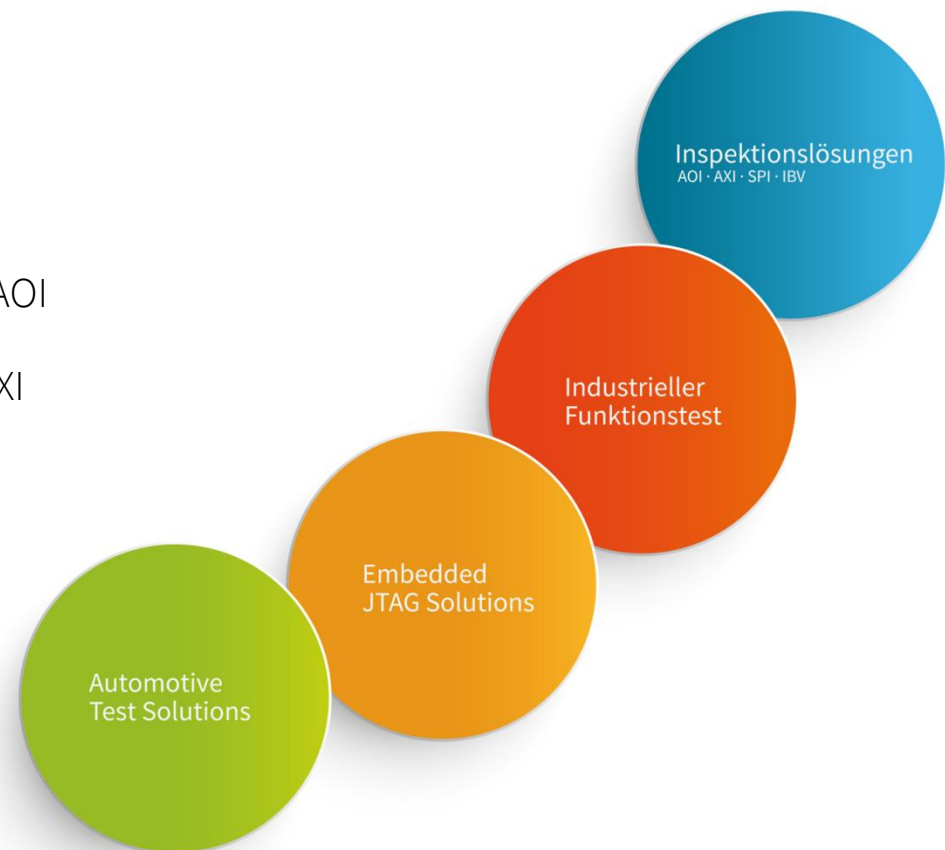 Inspektionslösungen
AOI · AXI · SPI · IBV
AOI
XI
Industrieller
Funktionstest
Embedded
JTAG Solutions
Automotive
Test Solutions